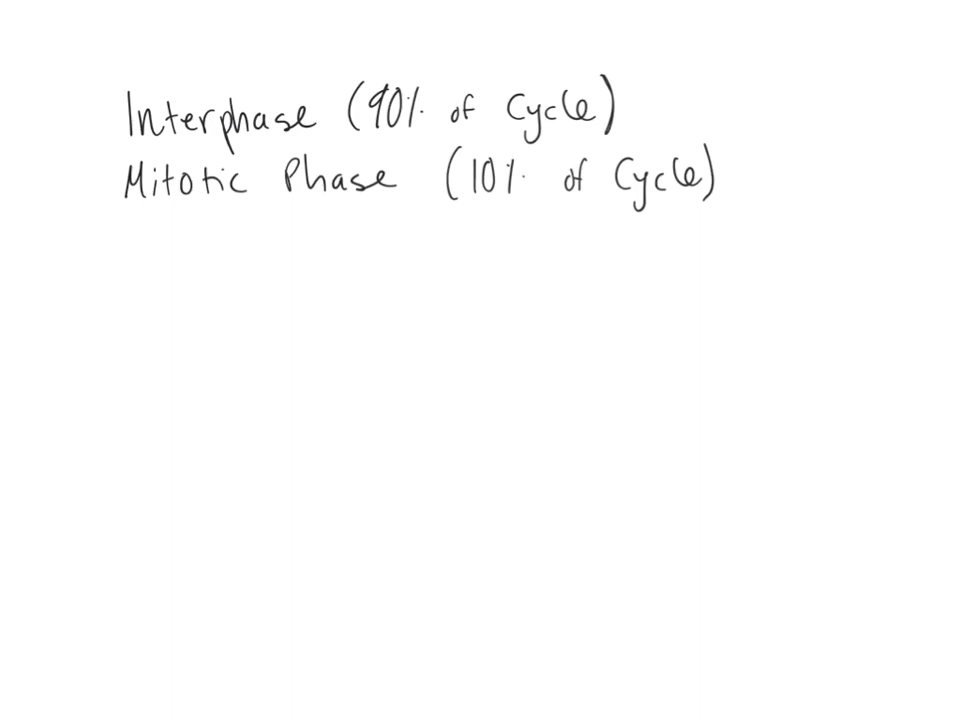 Interphase (90% of Cycle)
Mitotic Phase (10% of Cycle)